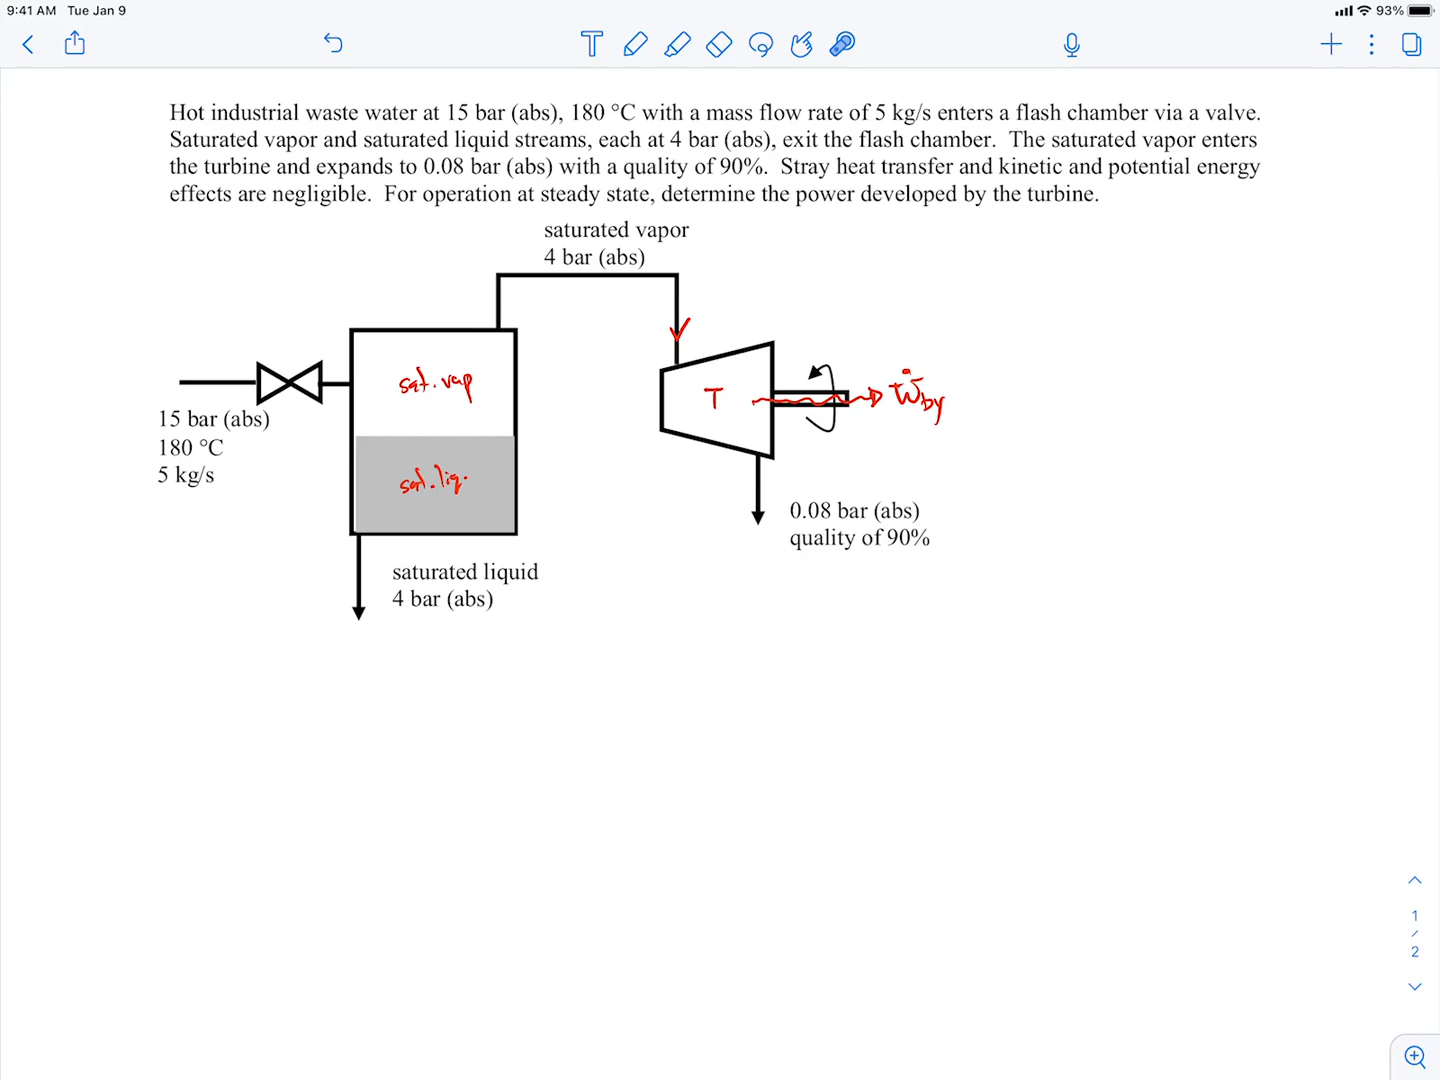 9:41 AM Tue Jan 9
93%
Hot industrial waste water at 15 bar (abs), 180 °C with a mass flow rate of 5 kg/s enters a flash chamber via a valve.
Saturated vapor and saturated liquid streams, each at 4 bar (abs), exit the flash chamber. The saturated vapor enters
the turbine and expands to 0.08 bar (abs) with a quality of 90%. Stray heat transfer and kinetic and potential energy
effects are negligible. For operation at steady state, determine the power developed by the turbine.
saturated vapor
4 bar (abs)
sat. vap
T
Ẇby
15 bar (abs)
180 °C
5 kg/s
sat. liq.
0.08 bar (abs)
quality of 90%
saturated liquid
4 bar (abs)
1
/
2